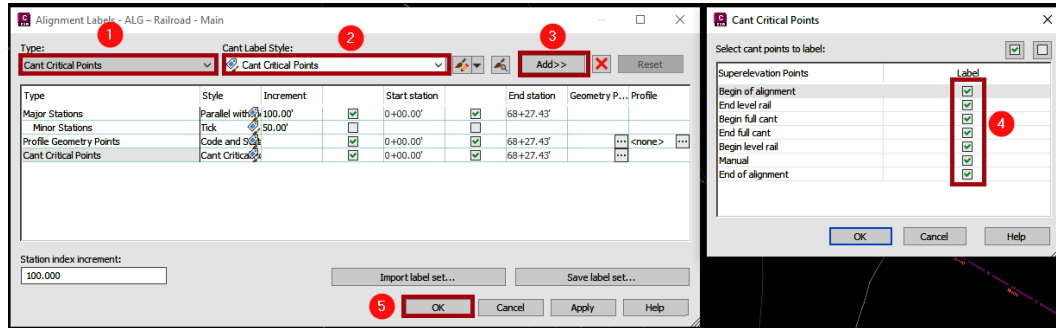 Alignment Labels - ALG – Railroad - Main
1
2
3
Type:
Cant Label Style:
Cant Critical Points
Cant Critical Points
Add>>
Reset
Type Style Increment Start station End station Geometry P... Profile
Major Stations Parallel with 100.00' 0+00.00' 68+27.43'
Minor Stations Tick 50.00'
Profile Geometry Points Code and 0+00.00' 68+27.43' ... <none> ...
Cant Critical Points Cant Critica 0+00.00' 68+27.43' ...
Station index increment:
100.000
Import label set...
Save label set...
5
OK
Cancel
Apply
Help
Cant Critical Points
Select cant points to label:
Superelevation Points Label
Begin of alignment
End level rail
Begin full cant
End full cant
4
Begin level rail
Manual
End of alignment
OK
Cancel
Help